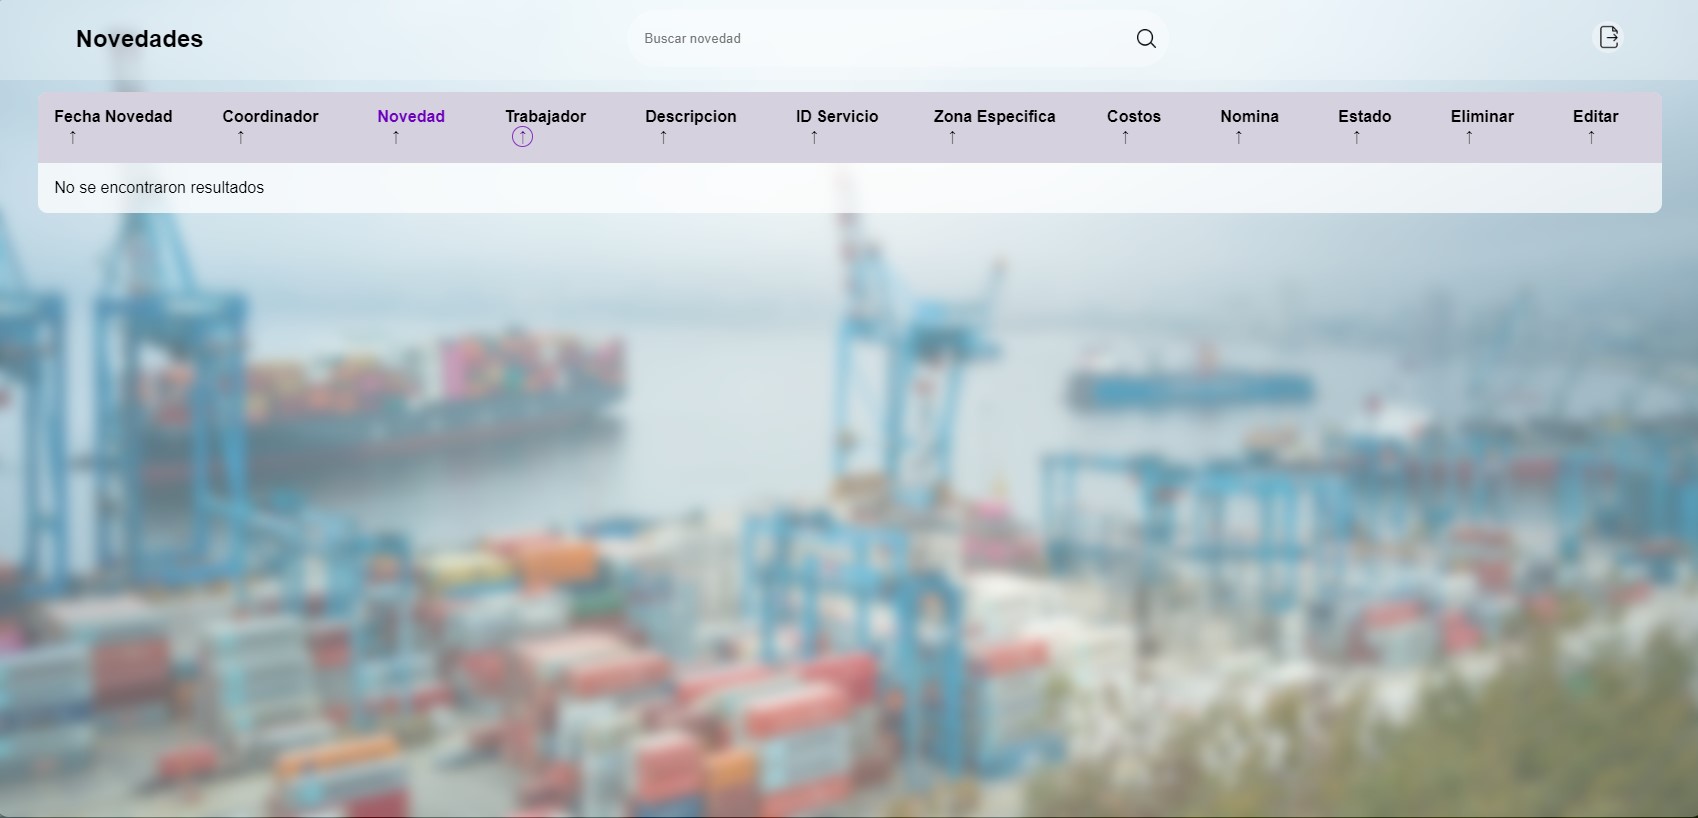 Novedades
Buscar novedad
Fecha Novedad Coordinador Novedad Trabajador Descripcion ID Servicio Zona Especifica Costos Nomina Estado Eliminar Editar
↑ ↑ ↑ ↑ ↑ ↑ ↑ ↑ ↑ ↑ ↑ ↑
No se encontraron resultados